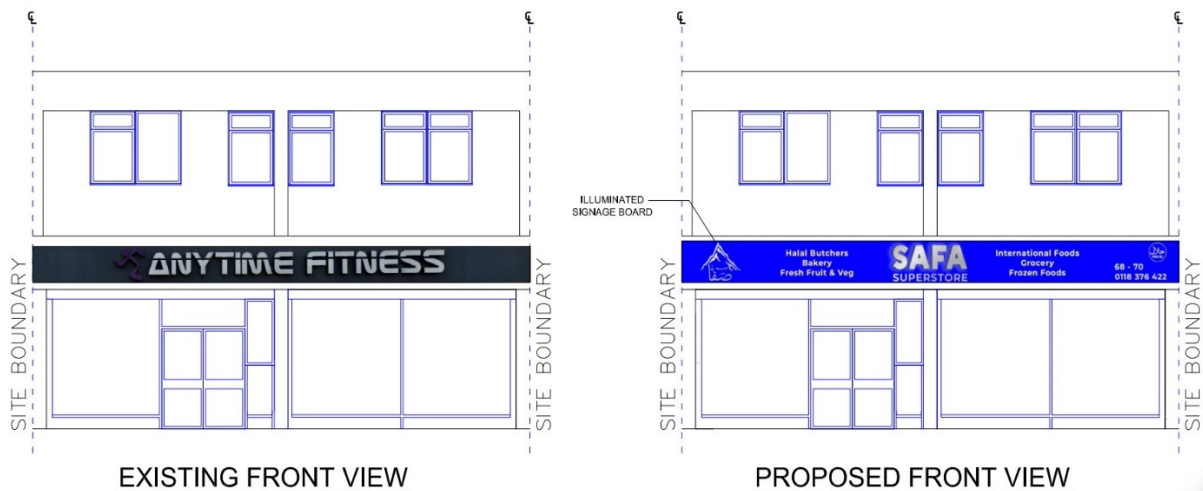 ANYTIME FITNESS
SITE BOUNDARY
SITE BOUNDARY
EXISTING FRONT VIEW
ILLUMINATED
SIGNAGE BOARD
Halal Butchers
Bakery
Fresh Fruit & Veg
SAFA
SUPERSTORE
International Foods
Grocery
Frozen Foods
68 - 70
0118 376 422
SITE BOUNDARY
SITE BOUNDARY
PROPOSED FRONT VIEW